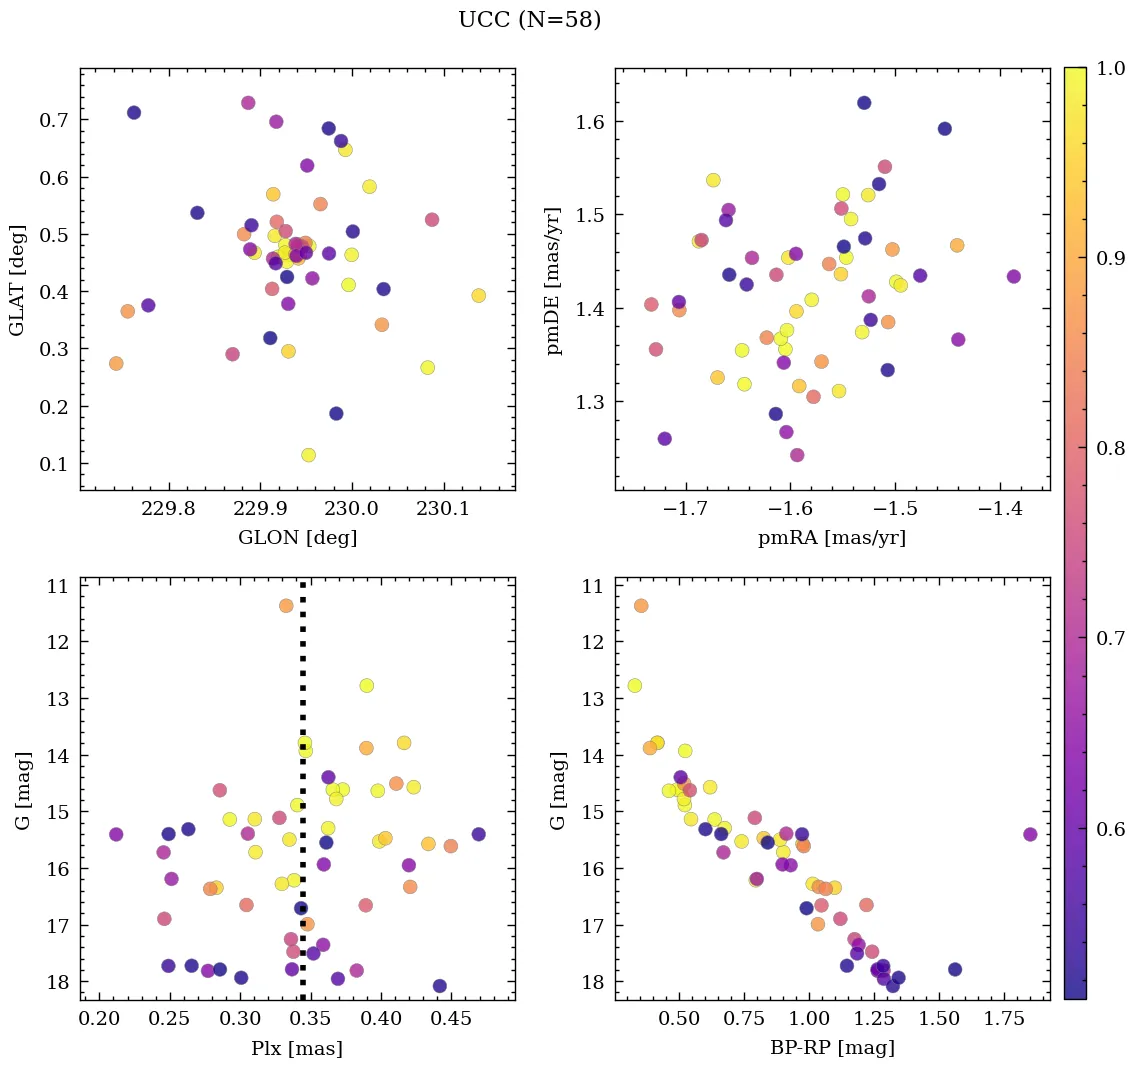 UCC (N=58)
0.7
0.6
0.5
0.4
0.3
0.2
0.1
GLAT [deg]
229.8 229.9 230.0 230.1
GLON [deg]
1.6
1.5
1.4
1.3
pmDE [mas/yr]
−1.7 −1.6 −1.5 −1.4
pmRA [mas/yr]
11
12
13
14
15
16
17
18
G [mag]
0.20 0.25 0.30 0.35 0.40 0.45
Plx [mas]
11
12
13
14
15
16
17
18
G [mag]
0.50 0.75 1.00 1.25 1.50 1.75
BP-RP [mag]
1.0
0.9
0.8
0.7
0.6